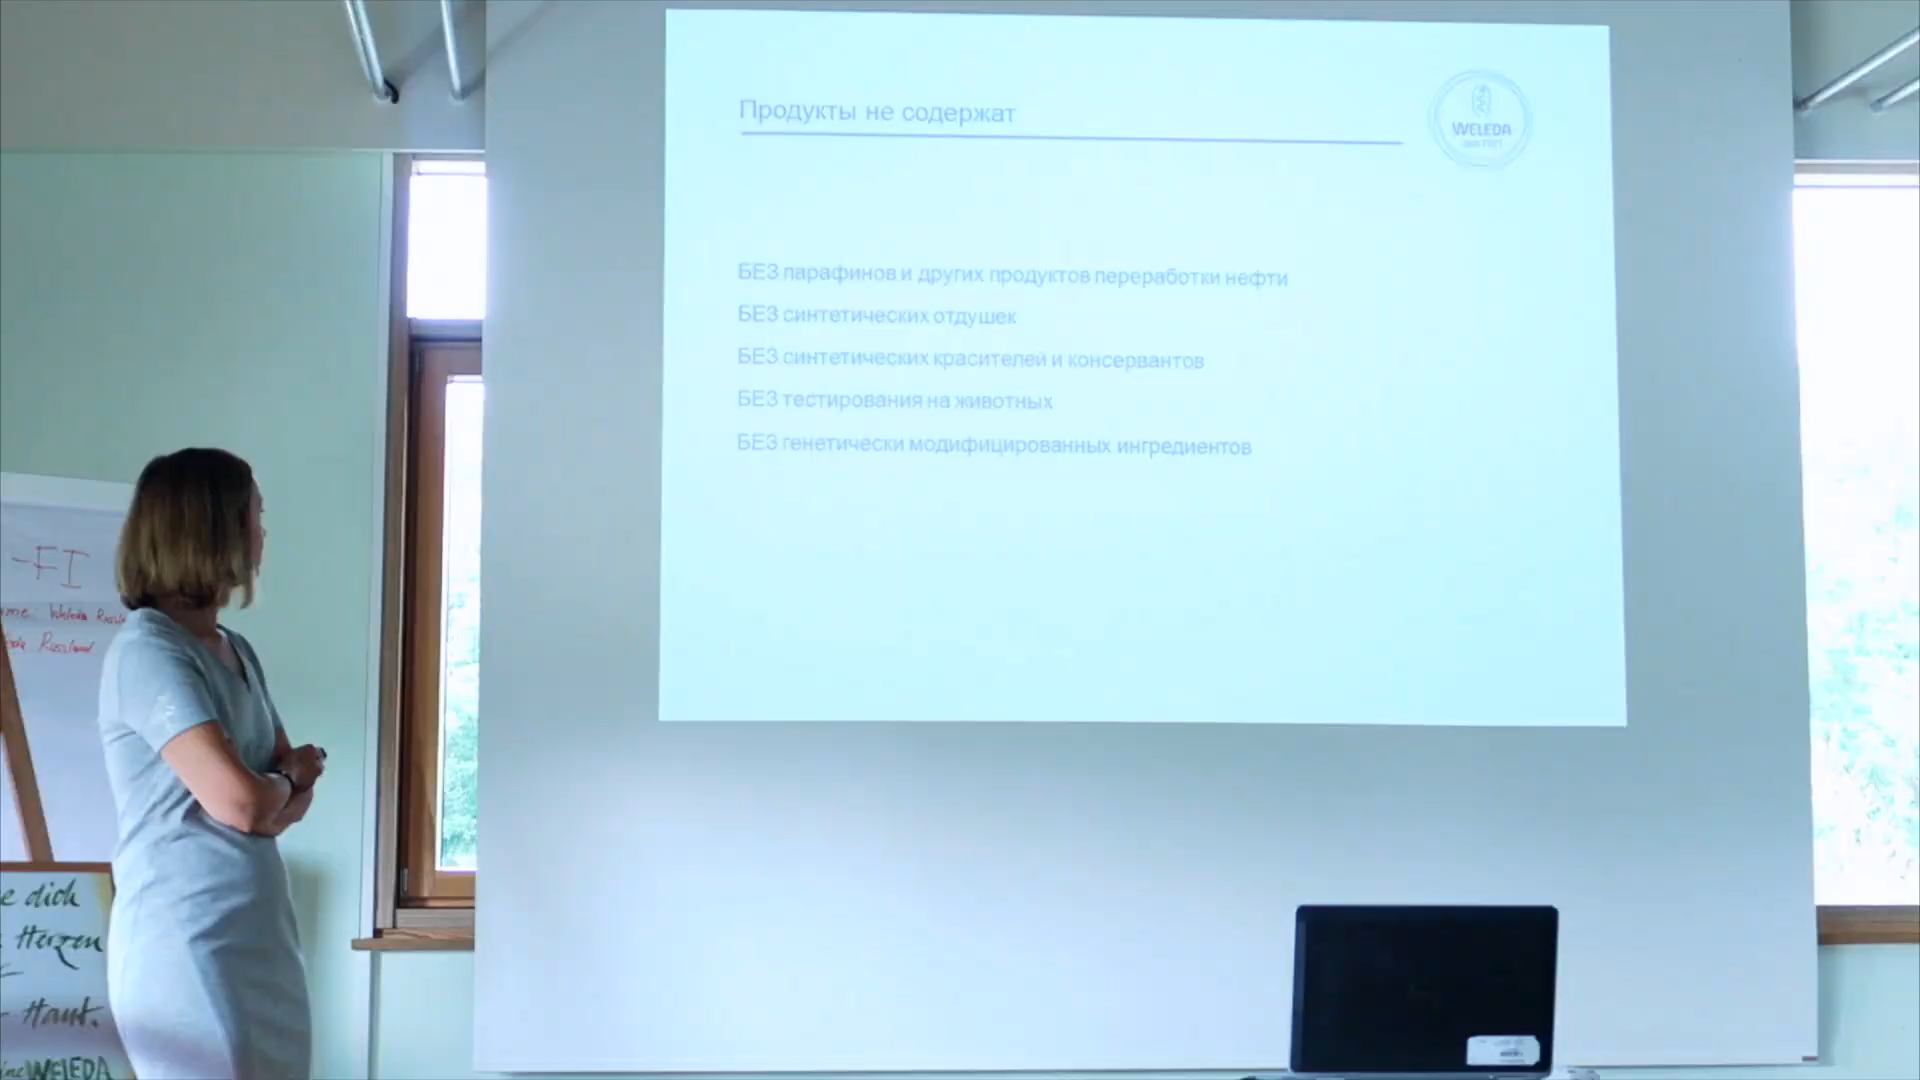 Продукты не содержат
WELEDA
БЕЗ парафинов и других продуктов переработки нефти
БЕЗ синтетических отдушек
БЕЗ синтетических красителей и консервантов
БЕЗ тестирования на животных
БЕЗ генетически модифицированных ингредиентов
-FI
Weleda
Russland
e dich
Herzen
Haut.
WELEDA